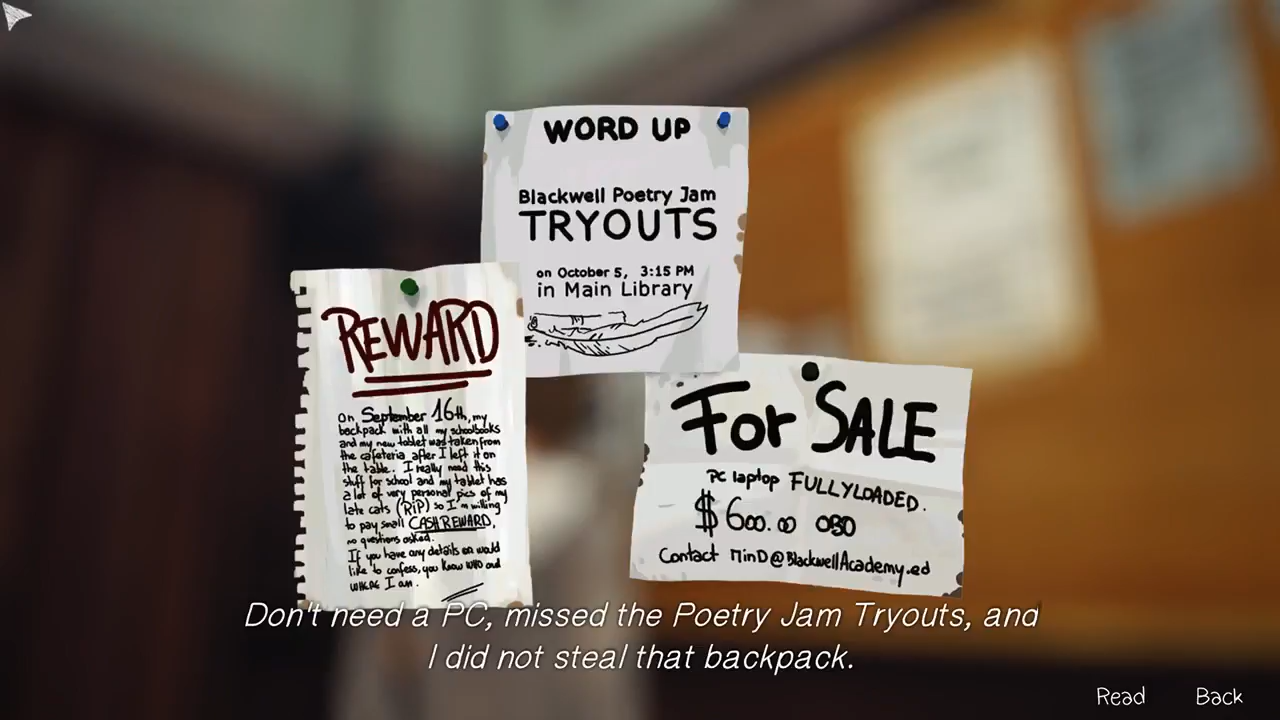 WORD UP
Blackwell Poetry Jam
TRYOUTS
on October 5, 3:15 PM
in Main Library
REWARD
on September 16th, my
backpack with all my schoolbooks
and my new tablet was taken from
the cafeteria after I left it on
the table. I really need this
stuff for school and my tablet has
a lot of very personal pics of my
late cats (RIP) so I'm willing
to pay small CASH REWARD,
no questions asked.
If you have any details or would
like to confess, you know who and
where I am.
For SALE
PC laptop FULLYLOADED.
$600.00 OBO
Contact MinD@BlackwellAcademy.ed
Don't need a PC, missed the Poetry Jam Tryouts, and
I did not steal that backpack.
Read
Back